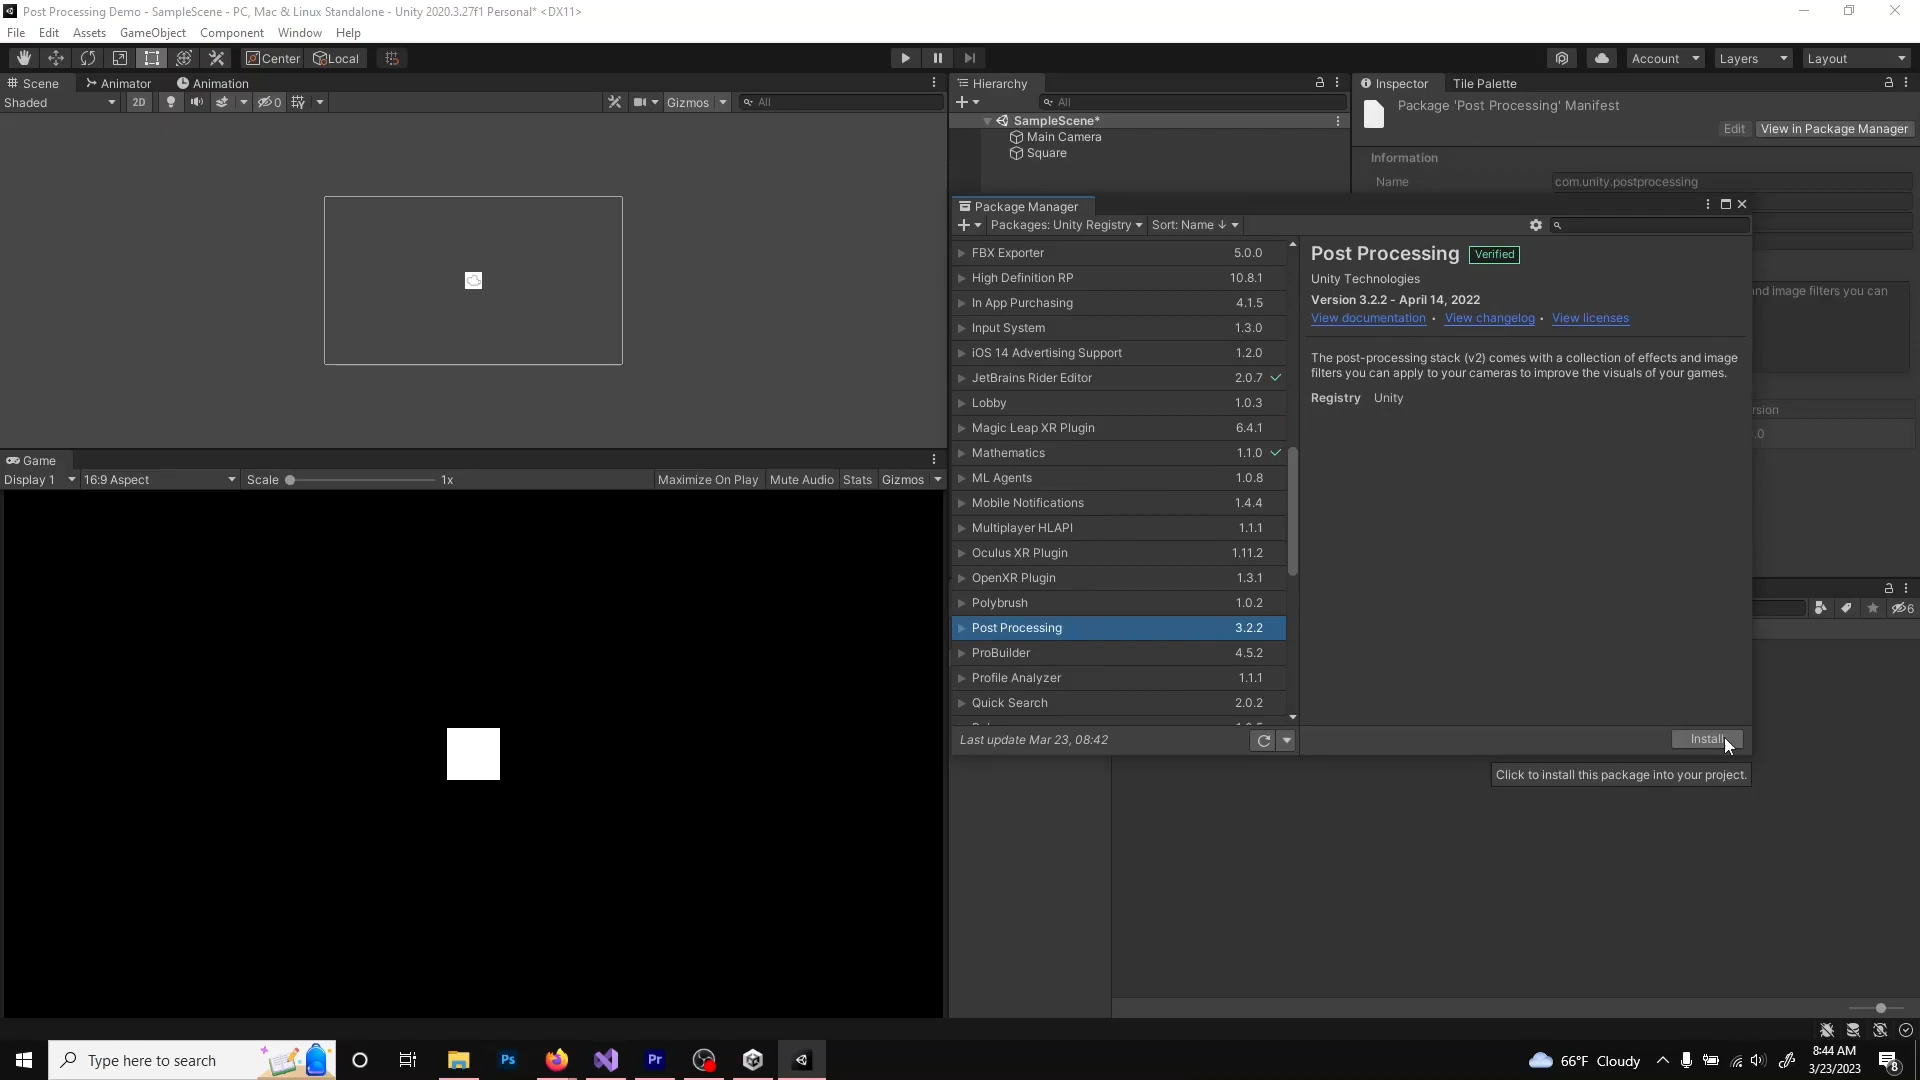 Post Processing Demo - SampleScene - PC, Mac & Linux Standalone - Unity 2020.3.27f1 Personal* <DX11>
File Edit Assets GameObject Component Window Help
Center Local Account Layers Layout
Scene Animator Animation
Shaded 2D 0 Gizmos All
Hierarchy
All
SampleScene*
Main Camera
Square
Inspector Tile Palette
Package 'Post Processing' Manifest
Edit View in Package Manager
Information
Name com.unity.postprocessing
Package Manager
Packages: Unity Registry Sort: Name ↓
FBX Exporter 5.0.0
High Definition RP 10.8.1
In App Purchasing 4.1.5
Input System 1.3.0
iOS 14 Advertising Support 1.2.0
JetBrains Rider Editor 2.0.7
Lobby 1.0.3
Magic Leap XR Plugin 6.4.1
Mathematics 1.1.0
ML Agents 1.0.8
Mobile Notifications 1.4.4
Multiplayer HLAPI 1.1.1
Oculus XR Plugin 1.11.2
OpenXR Plugin 1.3.1
Polybrush 1.0.2
Post Processing 3.2.2
ProBuilder 4.5.2
Profile Analyzer 1.1.1
Quick Search 2.0.2
Last update Mar 23, 08:42
Post Processing Verified
Unity Technologies
Version 3.2.2 - April 14, 2022
View documentation • View changelog • View licenses
The post-processing stack (v2) comes with a collection of effects and image
filters you can apply to your cameras to improve the visuals of your games.
Registry Unity
Install
Click to install this package into your project.
nd image filters you can
rsion
.0
6
Game
Display 1 16:9 Aspect Scale 1x Maximize On Play Mute Audio Stats Gizmos
Type here to search
Ps
Pr
66°F Cloudy
8:44 AM
3/23/2023
8